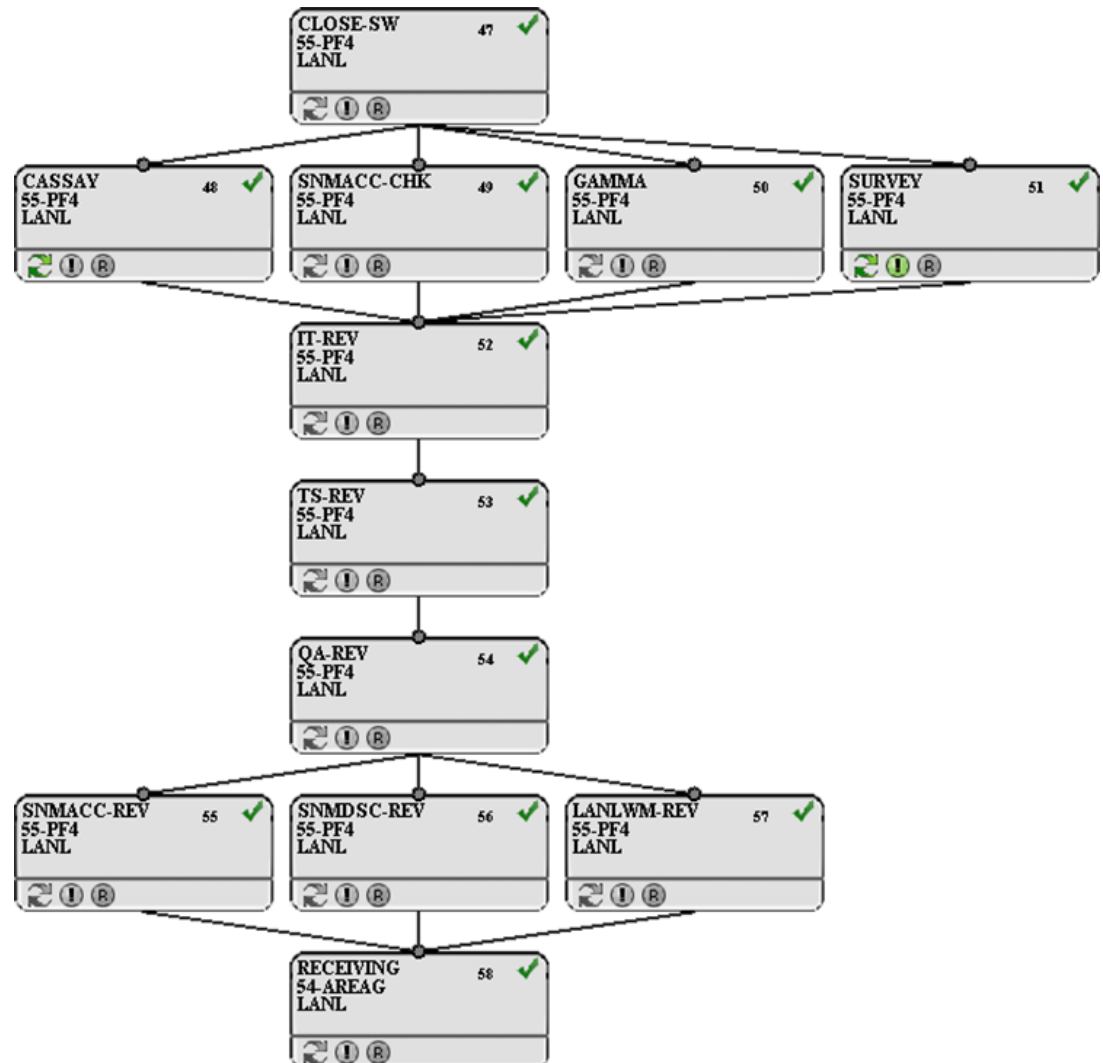 CLOSE-SW 47
55-PF4
LANL
! R
CASSAY 48
55-PF4
LANL
! R
SNMACC-CHK 49
55-PF4
LANL
! R
GAMMA 50
55-PF4
LANL
! R
SURVEY 51
55-PF4
LANL
! R
IT-REV 52
55-PF4
LANL
! R
TS-REV 53
55-PF4
LANL
! R
QA-REV 54
55-PF4
LANL
! R
SNMACC-REV 55
55-PF4
LANL
! R
SNMDSC-REV 56
55-PF4
LANL
! R
LANLWM-REV 57
55-PF4
LANL
! R
RECEIVING 58
54-AREAG
LANL
! R